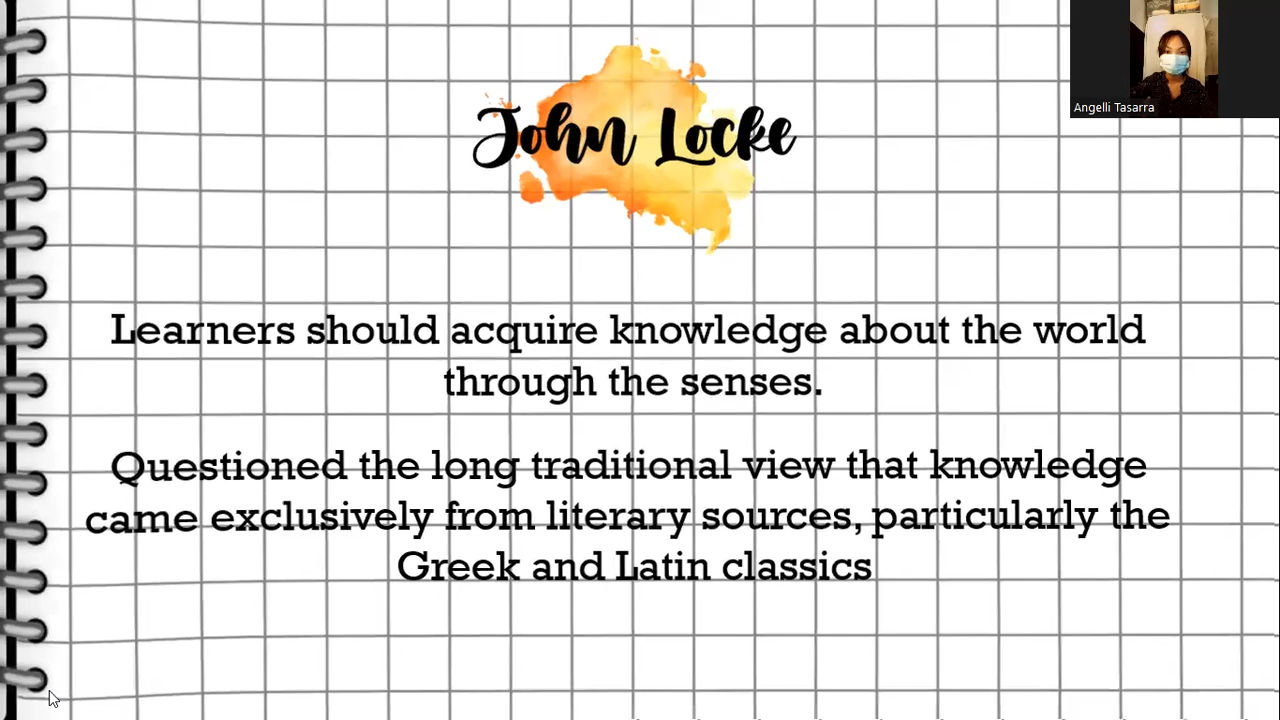 John Locke
Angelli Tasarra
Learners should acquire knowledge about the world
through the senses.
Questioned the long traditional view that knowledge
came exclusively from literary sources, particularly the
Greek and Latin classics